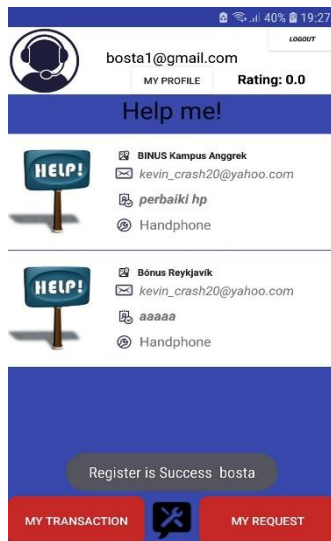 40% 19:27
LOGOUT
bosta1@gmail.com
MY PROFILE Rating: 0.0
Help me!
HELP!
BINUS Kampus Anggrek
kevin_crash20@yahoo.com
perbaiki hp
Handphone
HELP!
Bónus Reykjavík
kevin_crash20@yahoo.com
aaaaa
Handphone
Register is Success bosta
MY TRANSACTION MY REQUEST